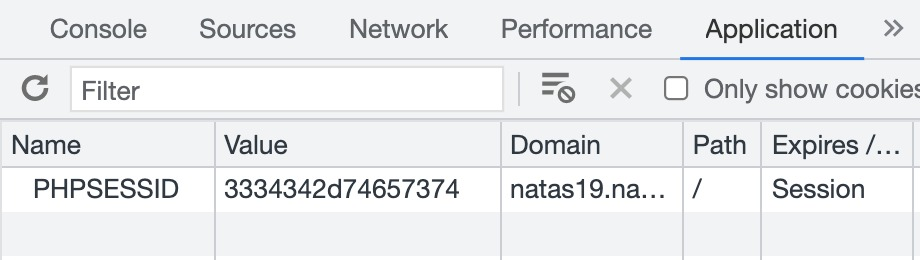 Console Sources Network Performance Application »
Filter Only show cookies
Name Value Domain Path Expires /...
PHPSESSID 3334342d74657374 natas19.na... / Session